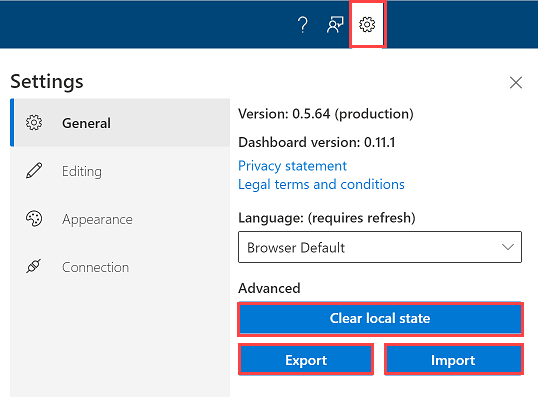 ?
Settings
General
Editing
Appearance
Connection
Version: 0.5.64 (production)
Dashboard version: 0.11.1
Privacy statement
Legal terms and conditions
Language: (requires refresh)
Browser Default
Advanced
Clear local state
Export
Import